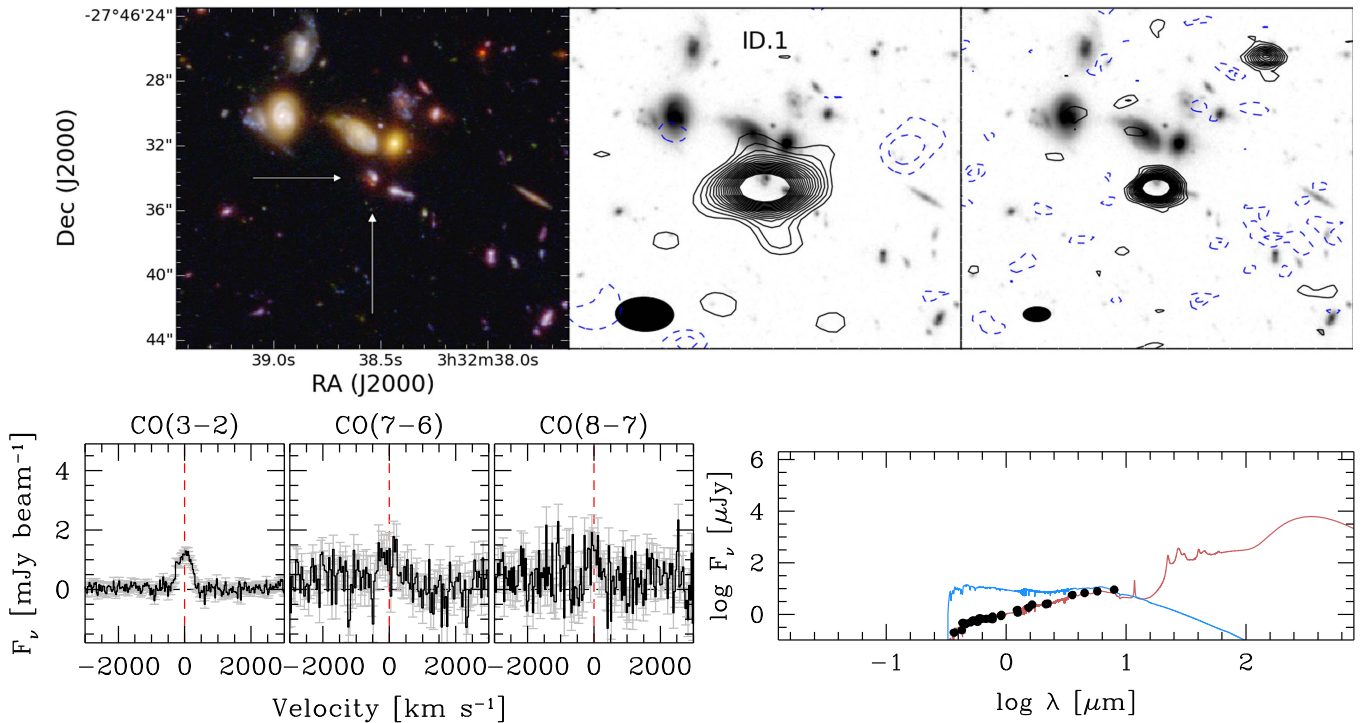 -27°46'24"
28"
32"
36"
40"
44"
Dec (J2000)
39.0s
38.5s
3h32m38.0s
RA (J2000)
ID.1
CO(3−2)
CO(7−6)
CO(8−7)
4
2
0
Fν [mJy beam⁻¹]
−2000 0 2000
−2000 0 2000
−2000 0 2000
Velocity [km s⁻¹]
6
4
2
0
log Fν [μJy]
−1 0 1 2
log λ [μm]